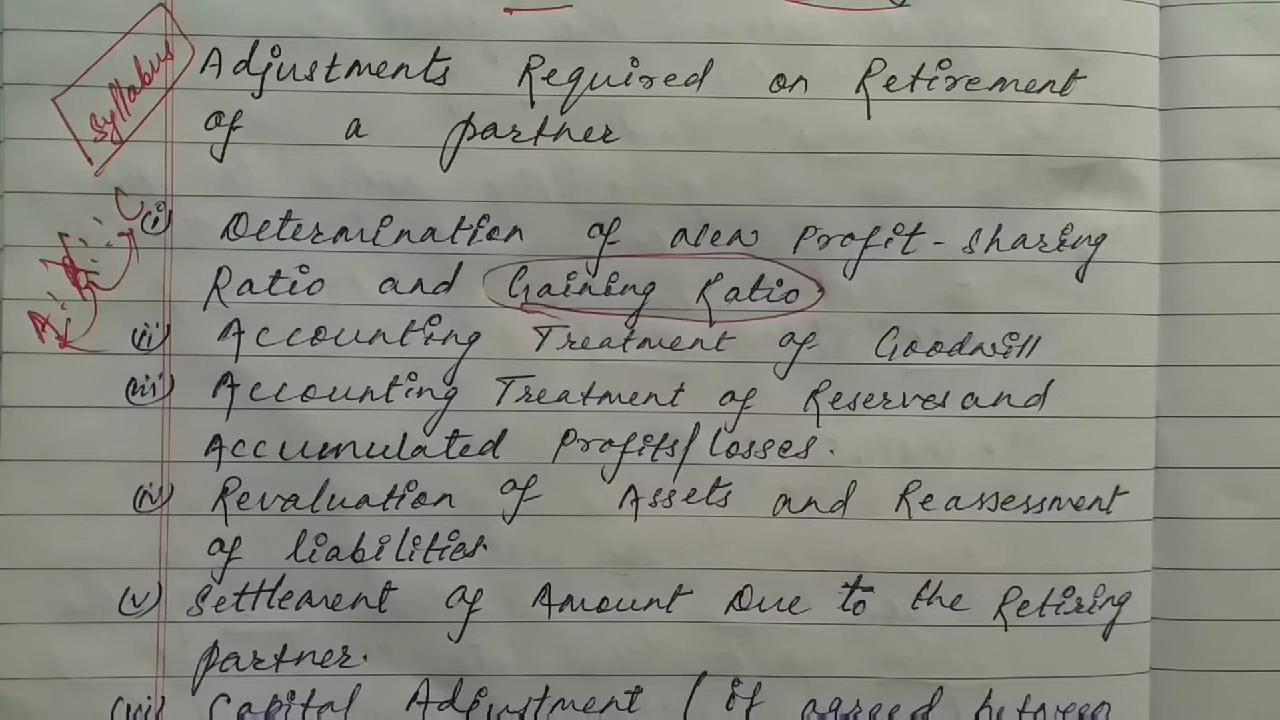 Syllabus
Adjustments Required on Retirement
of a partner
(i) Determination of new Profit-sharing
Ratio and Gaining Ratio
(ii) Accounting Treatment of Goodwill
(iii) Accounting Treatment of Reserves and
Accumulated Profits/losses.
(iv) Revaluation of Assets and Reassessment
of liabilities.
(v) Settlement of Amount Due to the Retiring
partner.
(vi) Capital Adjustment (if agreed between